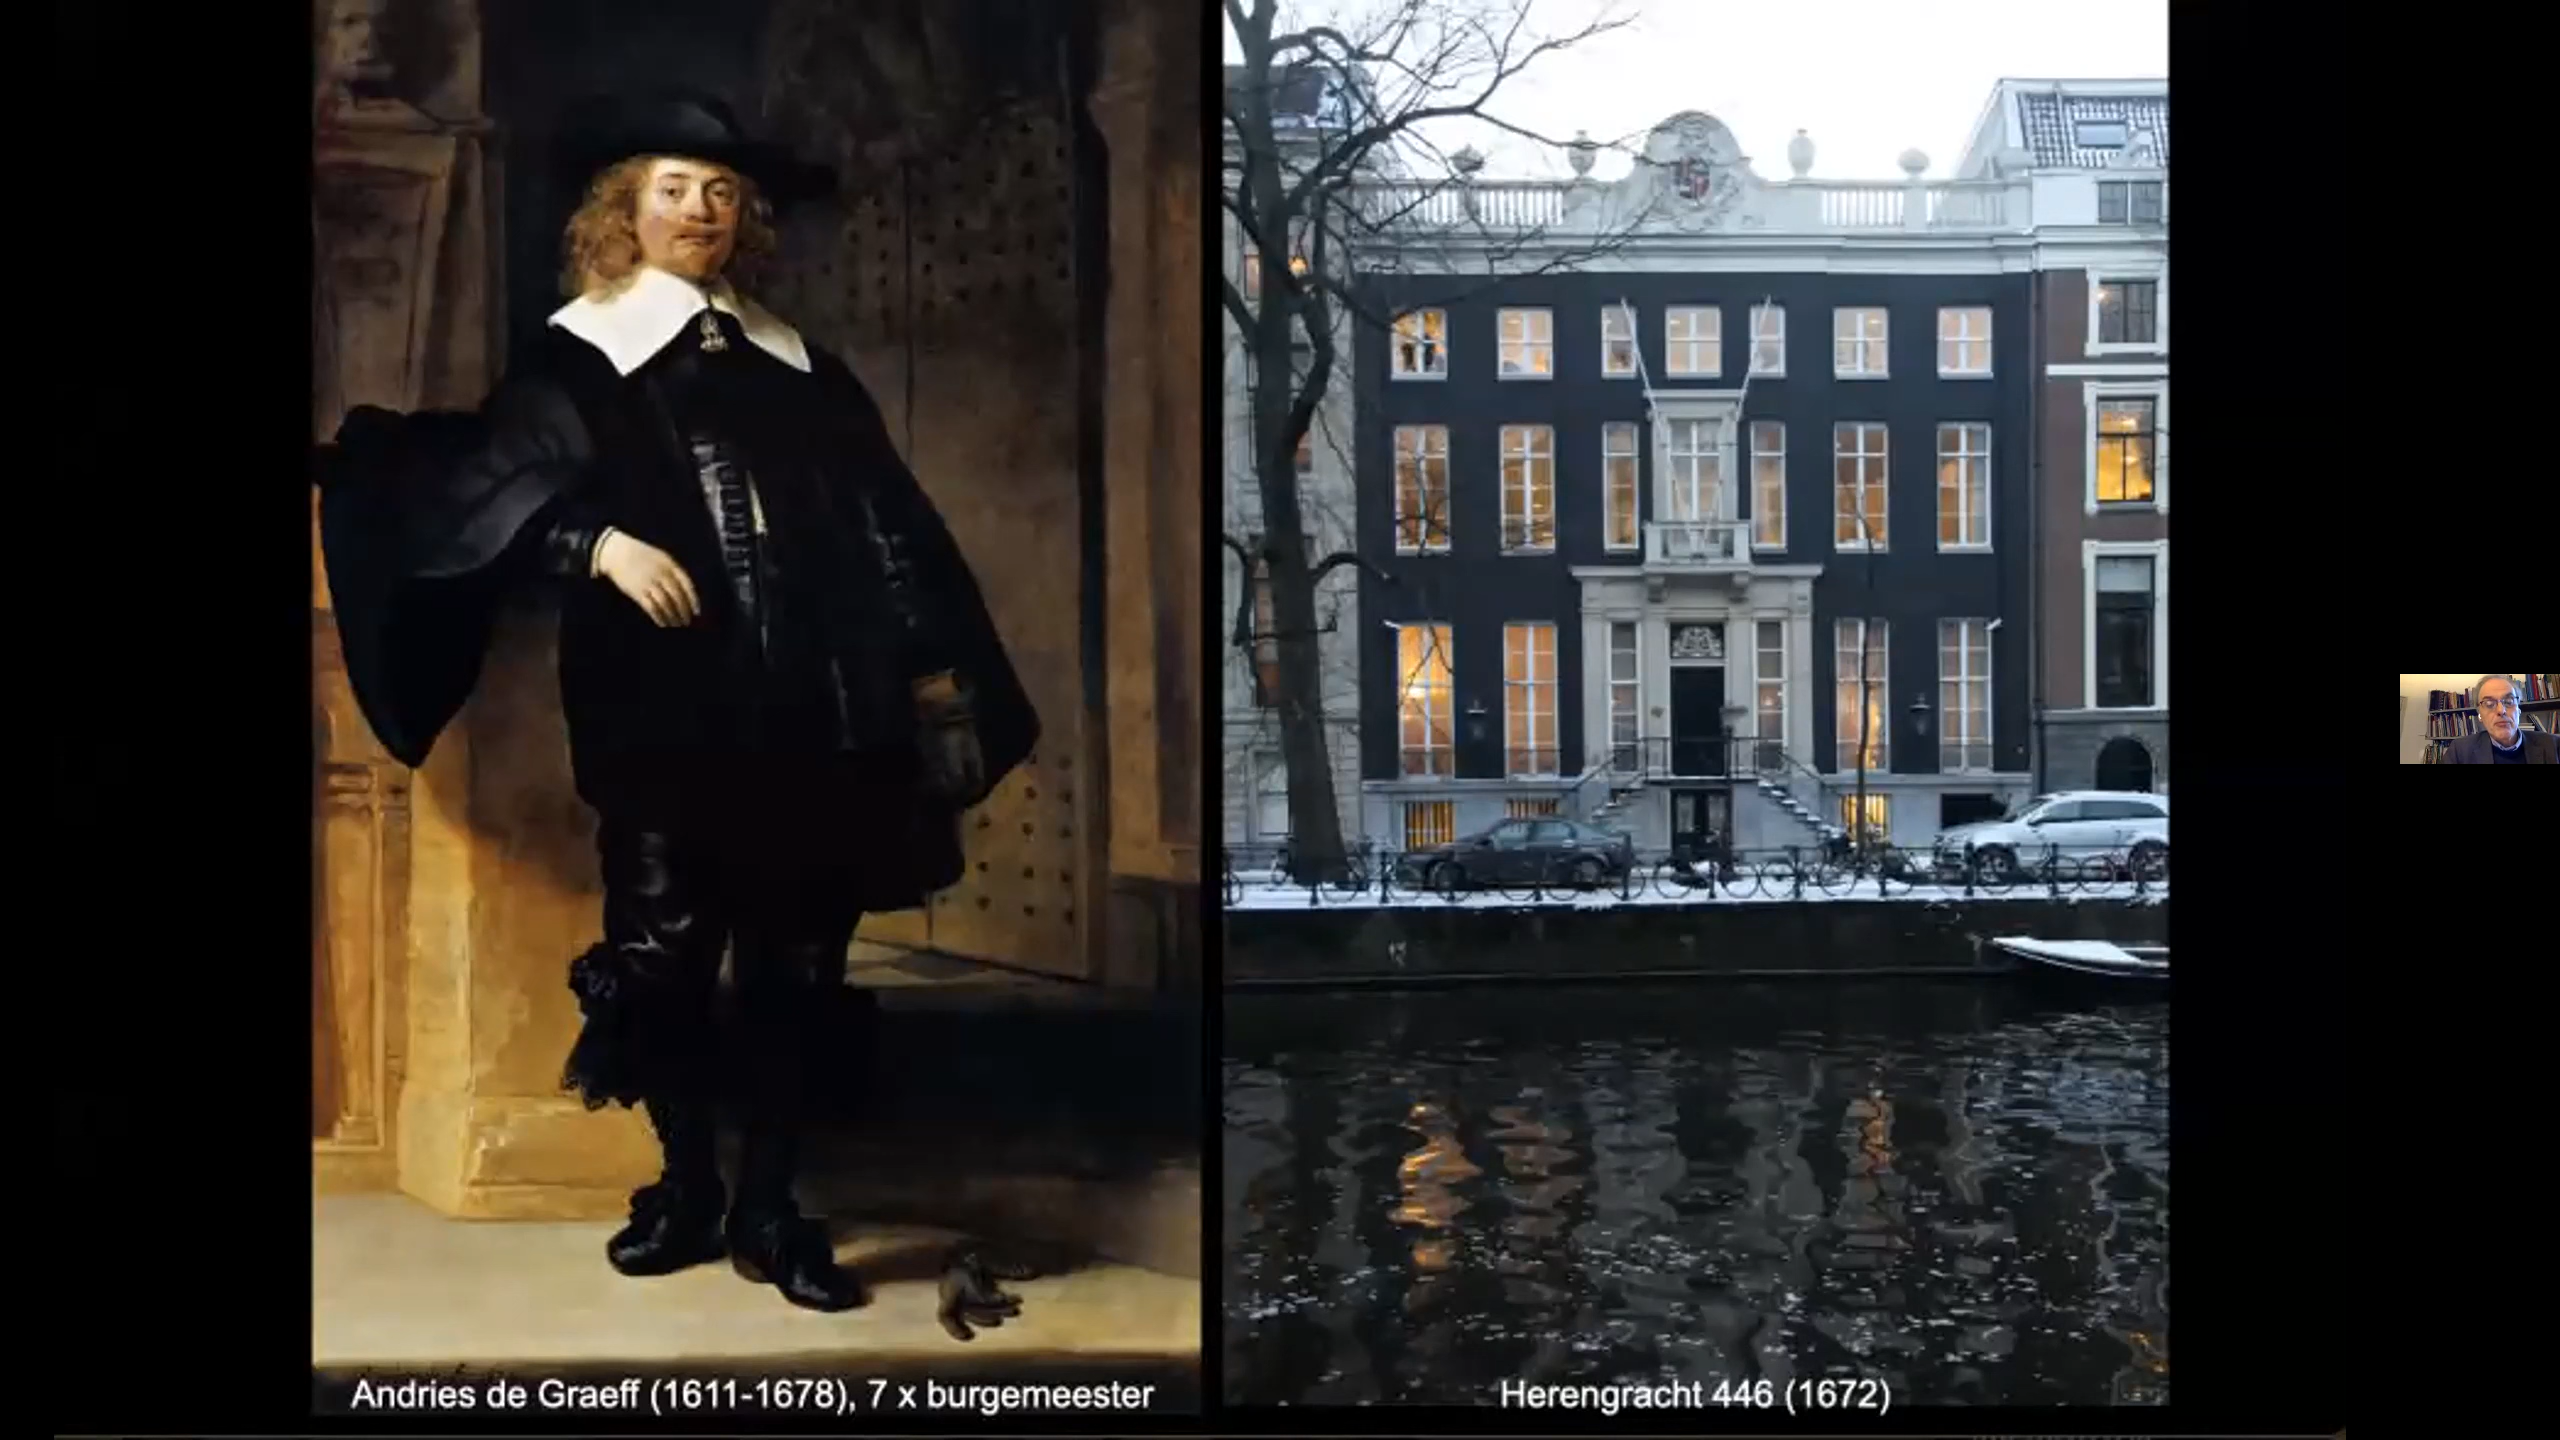 Andries de Graeff (1611-1678), 7 x burgemeester
Herengracht 446 (1672)